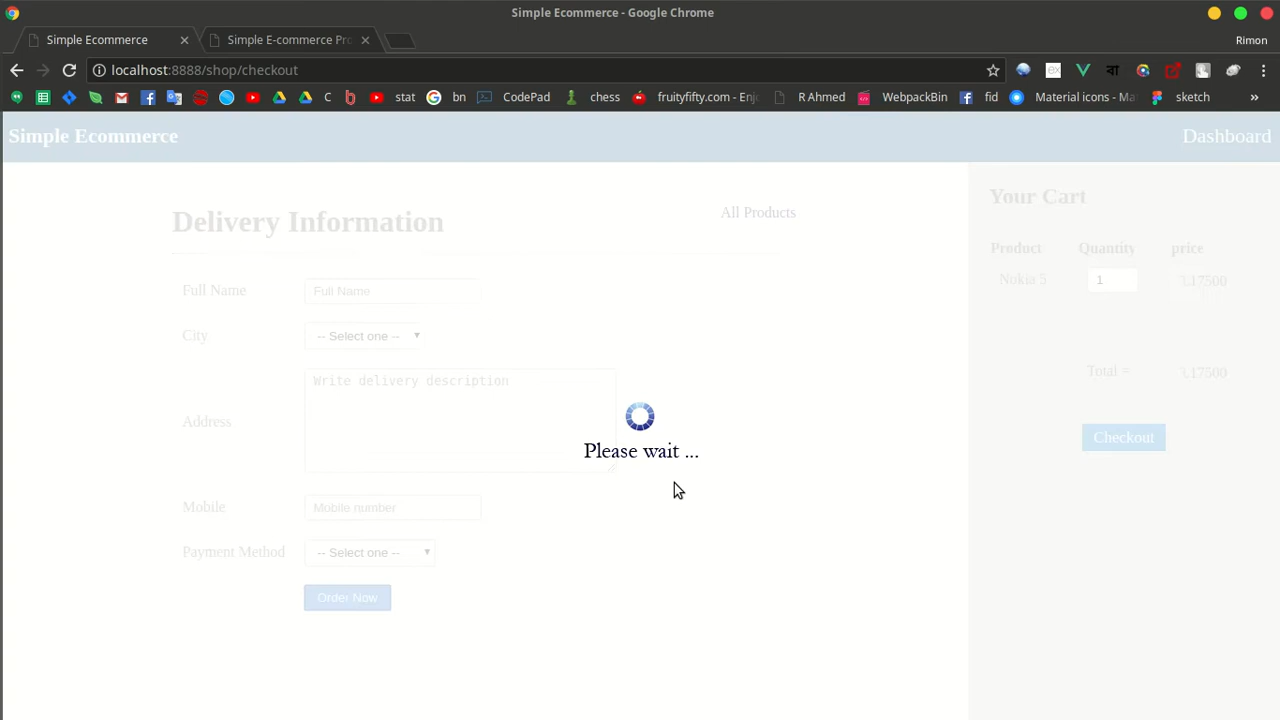 Simple Ecommerce - Google Chrome
Simple Ecommerce
Simple E-commerce Pro
Rimon
localhost:8888/shop/checkout
C stat bn CodePad chess fruityfifty.com - Enj R Ahmed WebpackBin fid Material icons - Ma sketch
Simple Ecommerce
Dashboard
Delivery Information
All Products
Full Name
Full Name
City
-- Select one --
Address
Write delivery description
Mobile
Mobile number
Payment Method
-- Select one --
Order Now
Please wait ...
Your Cart
Product Quantity price
Nokia 5 1 17500
Total = 17500
Checkout